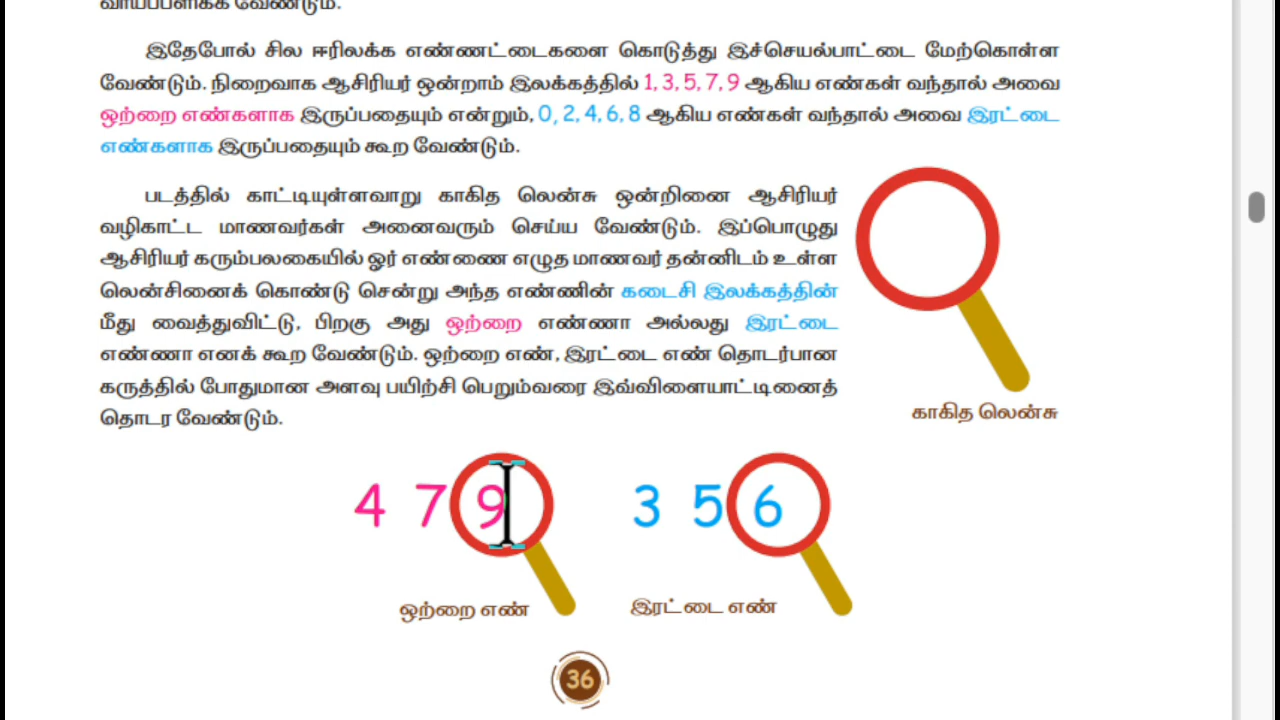 வாய்ப்பளிக்க வேண்டும்.
இதேபோல் சில ஈரிலக்க எண்ணட்டைகளை கொடுத்து இச்செயல்பாட்டை மேற்கொள்ள
வேண்டும். நிறைவாக ஆசிரியர் ஒன்றாம் இலக்கத்தில் 1, 3, 5, 7, 9 ஆகிய எண்கள் வந்தால் அவை
ஒற்றை எண்களாக இருப்பதையும் என்றும், 0, 2, 4, 6, 8 ஆகிய எண்கள் வந்தால் அவை இரட்டை
எண்களாக இருப்பதையும் கூற வேண்டும்.
படத்தில் காட்டியுள்ளவாறு காகித லென்சு ஒன்றினை ஆசிரியர்
வழிகாட்ட மாணவர்கள் அனைவரும் செய்ய வேண்டும். இப்பொழுது
ஆசிரியர் கரும்பலகையில் ஓர் எண்ணை எழுத மாணவர் தன்னிடம் உள்ள
லென்சினைக் கொண்டு சென்று அந்த எண்ணின் கடைசி இலக்கத்தின்
மீது வைத்துவிட்டு, பிறகு அது ஒற்றை எண்ணா அல்லது இரட்டை
எண்ணா எனக் கூற வேண்டும். ஒற்றை எண், இரட்டை எண் தொடர்பான
கருத்தில் போதுமான அளவு பயிற்சி பெறும்வரை இவ்விளையாட்டினைத்
தொடர வேண்டும்.
காகித லென்சு
4 7 9
3 5 6
ஒற்றை எண்
இரட்டை எண்
36